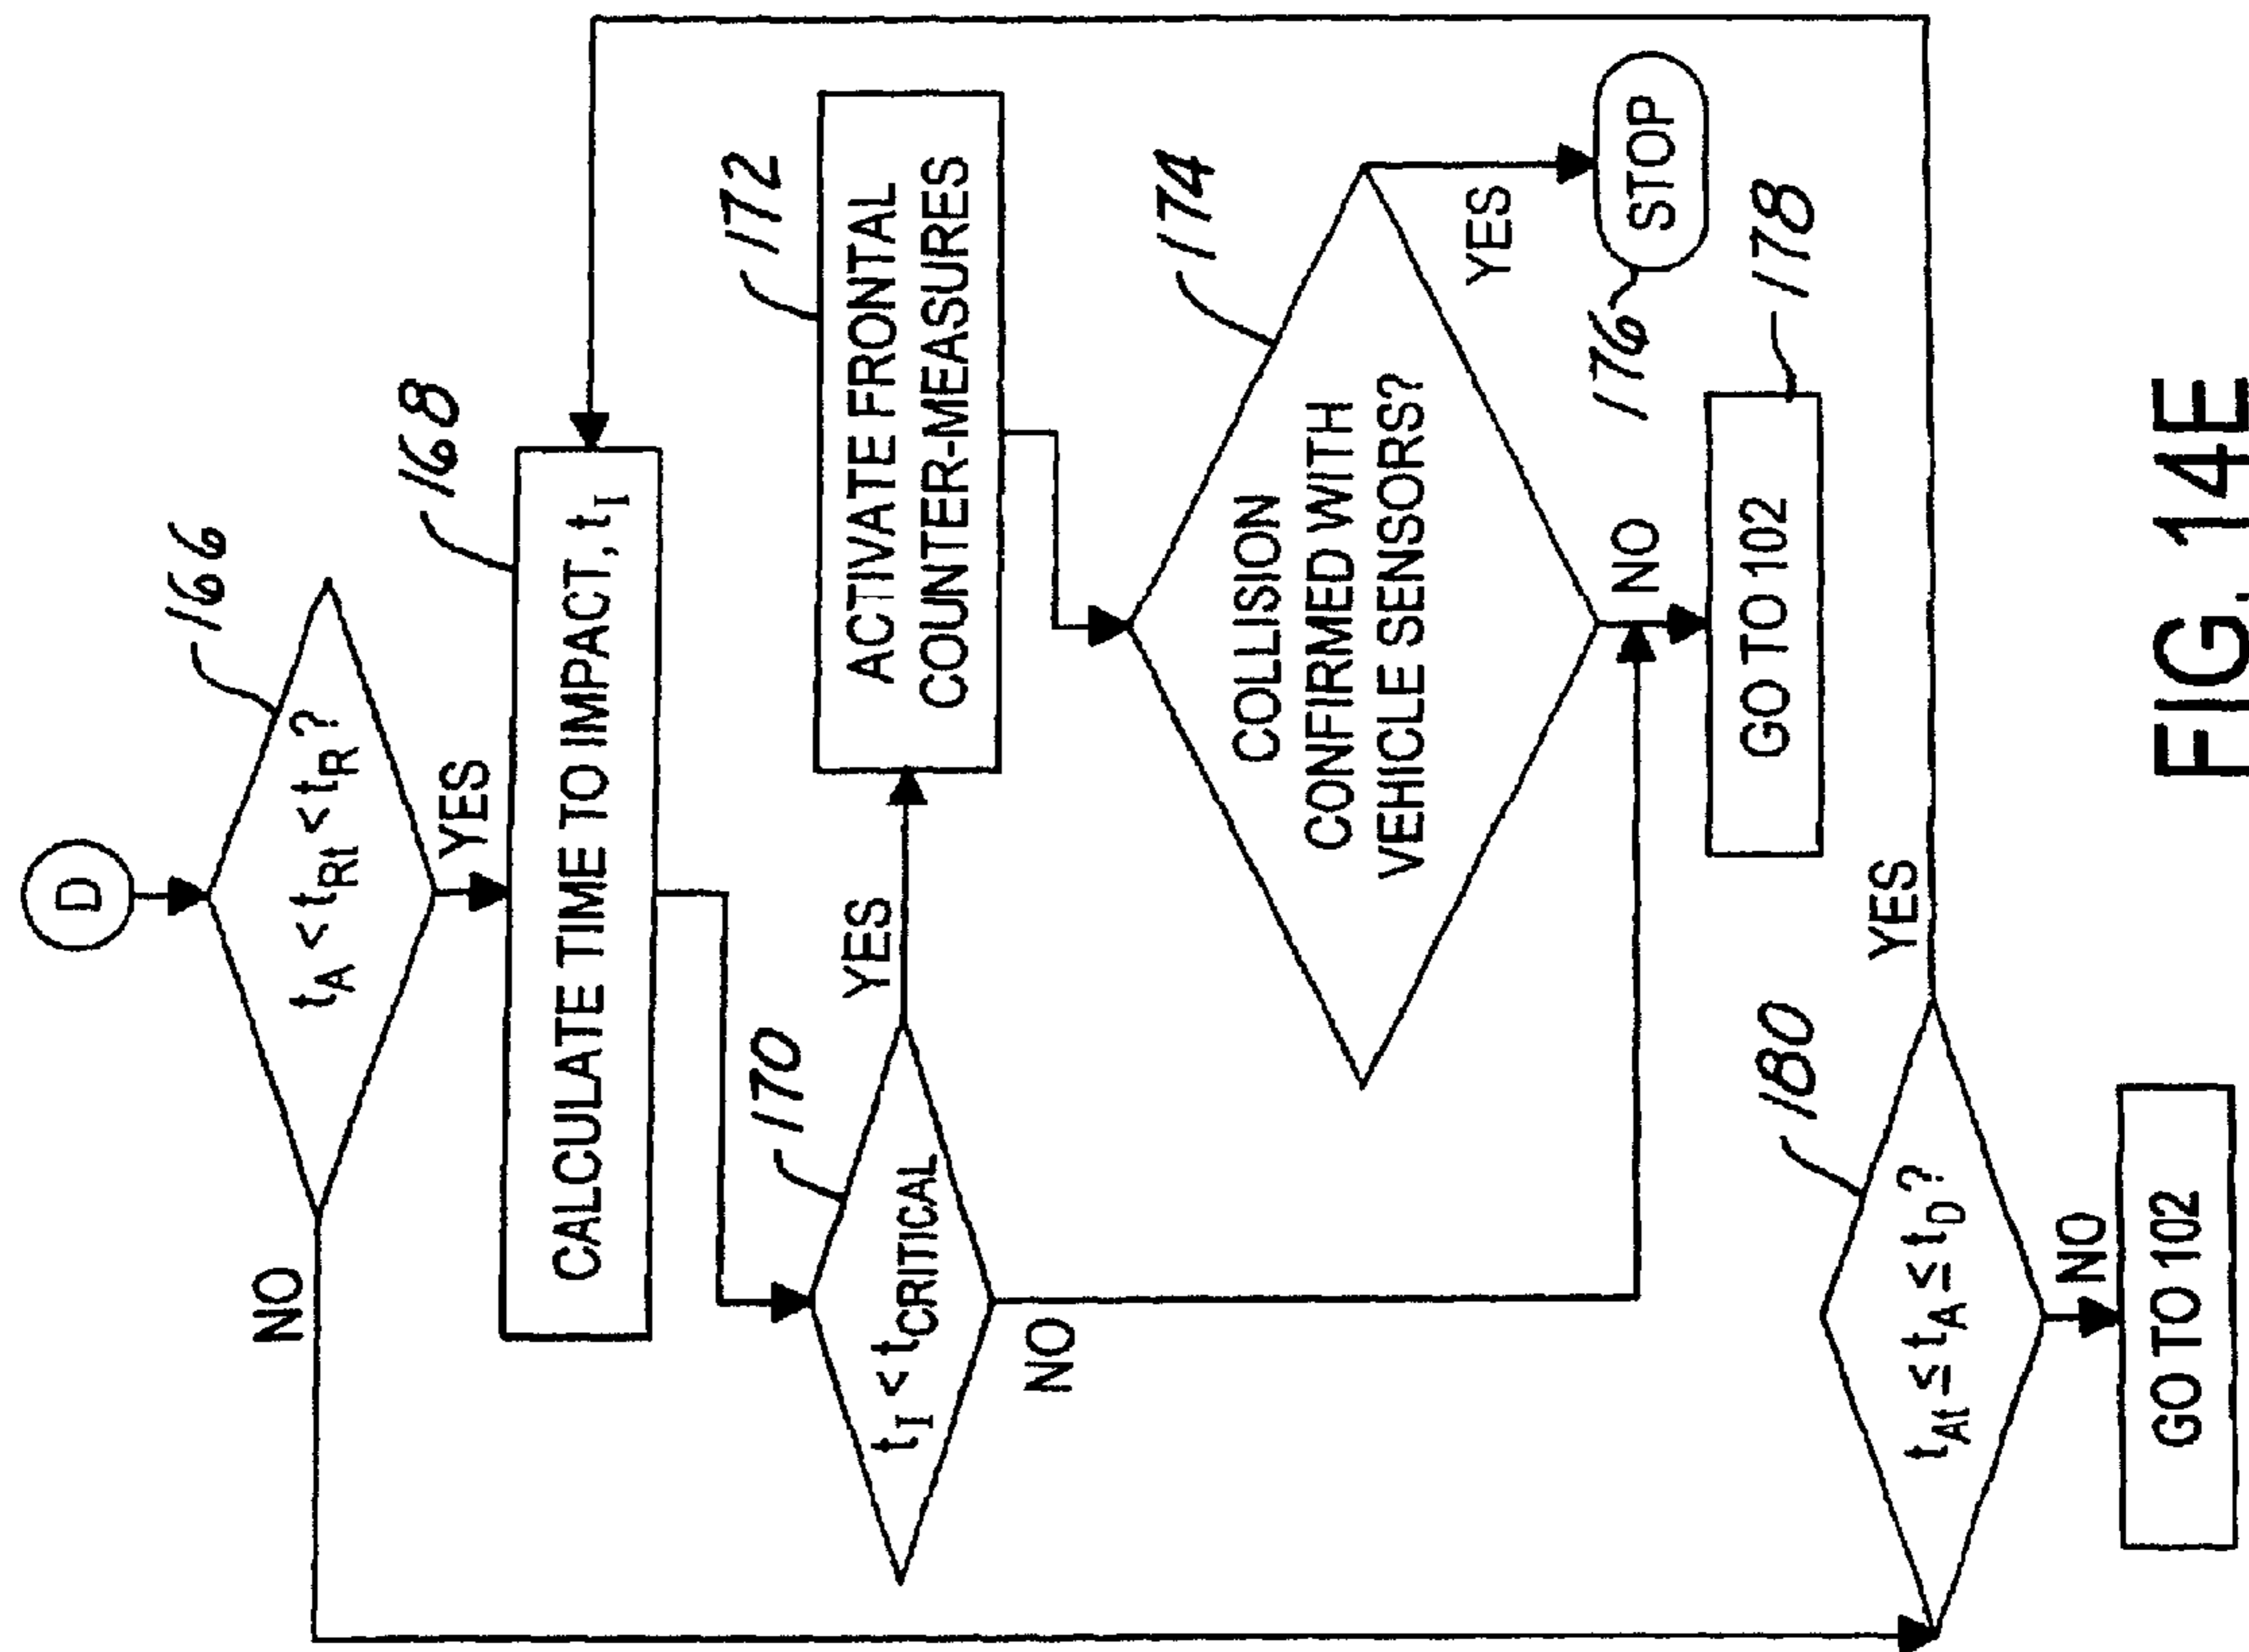 D
166
t_A < t_Rt < t_R ?
NO
YES
168
CALCULATE TIME TO IMPACT, t_I
170
t_I < t_CRITICAL
YES
NO
172
ACTIVATE FRONTAL
COUNTER-MEASURES
174
COLLISION
CONFIRMED WITH
VEHICLE SENSORS?
YES
176
STOP
NO
178
GO TO 102
180
t_At ≤ t_A ≤ t_D ?
YES
NO
GO TO 102
FIG. 14E